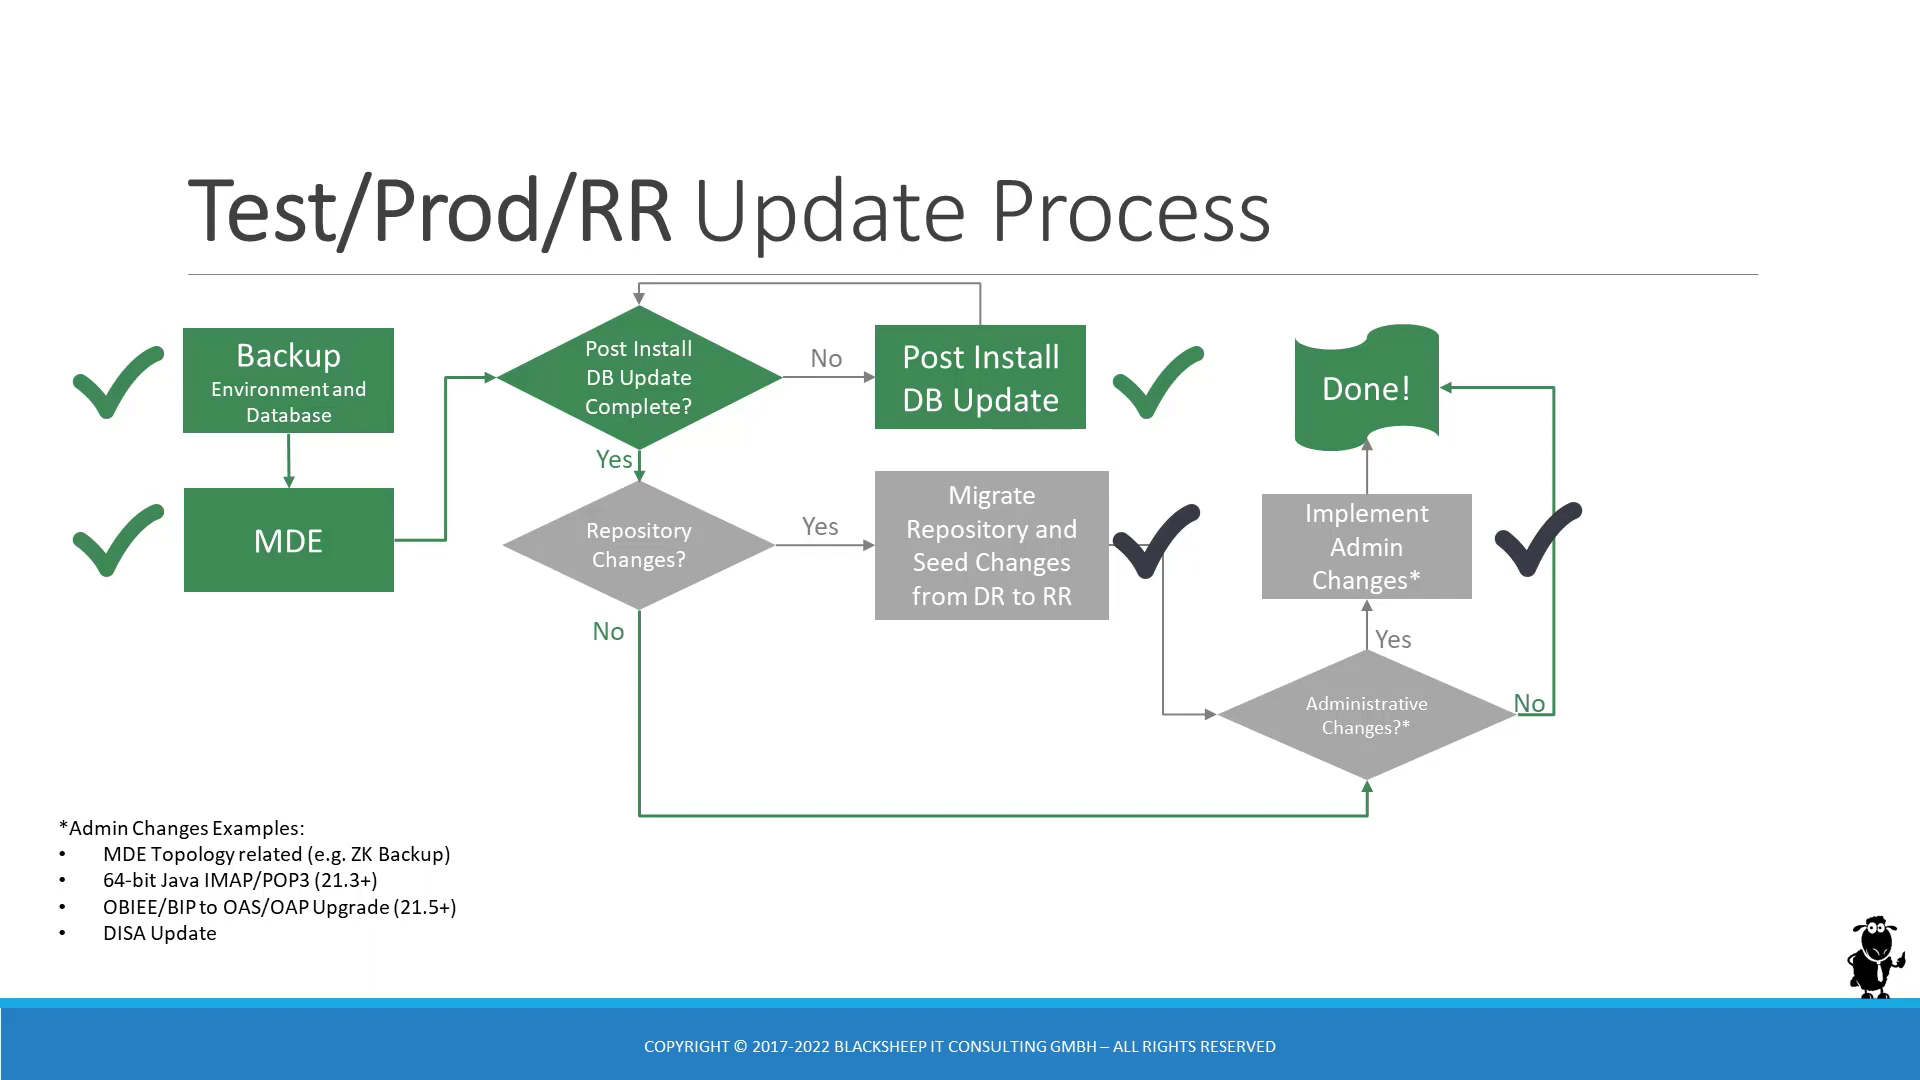 Test/Prod/RR Update Process
Backup
Environment and
Database
MDE
Post Install
DB Update
Complete?
No
Post Install
DB Update
Yes
Repository
Changes?
Yes
Migrate
Repository and
Seed Changes
from DR to RR
No
Done!
Implement
Admin
Changes*
Yes
Administrative
Changes?*
No
*Admin Changes Examples:
• MDE Topology related (e.g. ZK Backup)
• 64-bit Java IMAP/POP3 (21.3+)
• OBIEE/BIP to OAS/OAP Upgrade (21.5+)
• DISA Update
COPYRIGHT © 2017-2022 BLACKSHEEP IT CONSULTING GMBH – ALL RIGHTS RESERVED